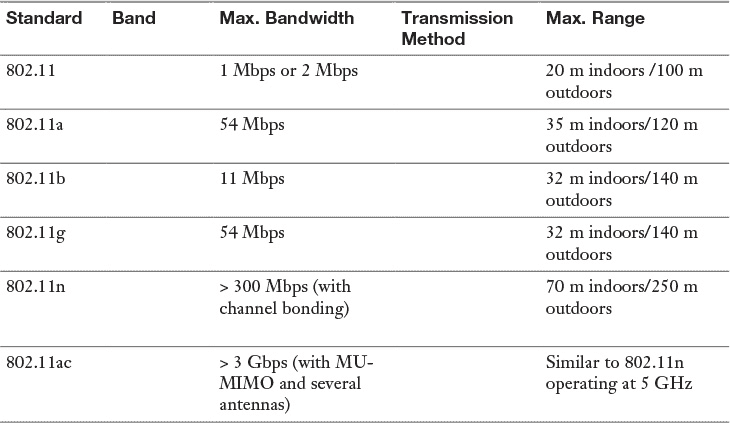 Standard Band Max. Bandwidth Transmission Max. Range
Method
802.11 1 Mbps or 2 Mbps 20 m indoors /100 m
outdoors
802.11a 54 Mbps 35 m indoors/120 m
outdoors
802.11b 11 Mbps 32 m indoors/140 m
outdoors
802.11g 54 Mbps 32 m indoors/140 m
outdoors
802.11n > 300 Mbps (with 70 m indoors/250 m
channel bonding) outdoors
802.11ac > 3 Gbps (with MU- Similar to 802.11n
MIMO and several operating at 5 GHz
antennas)